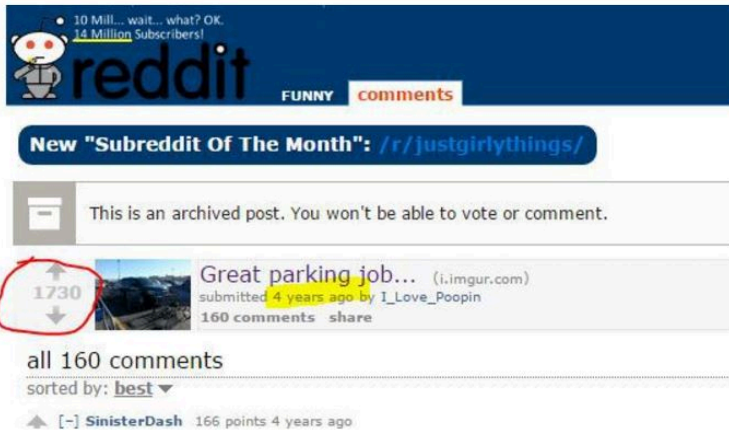 10 Mill... wait... what? OK.
14 Million Subscribers!
reddit
FUNNY comments
New "Subreddit Of The Month": /r/justgirlythings/
This is an archived post. You won't be able to vote or comment.
1730
Great parking job... (i.imgur.com)
submitted 4 years ago by I_Love_Poopin
160 comments share
all 160 comments
sorted by: best
[-] SinisterDash 166 points 4 years ago